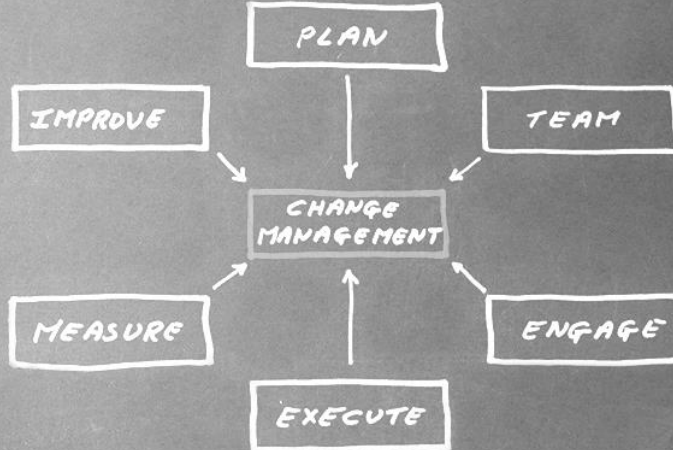 PLAN
IMPROVE
TEAM
CHANGE
MANAGEMENT
MEASURE
ENGAGE
EXECUTE